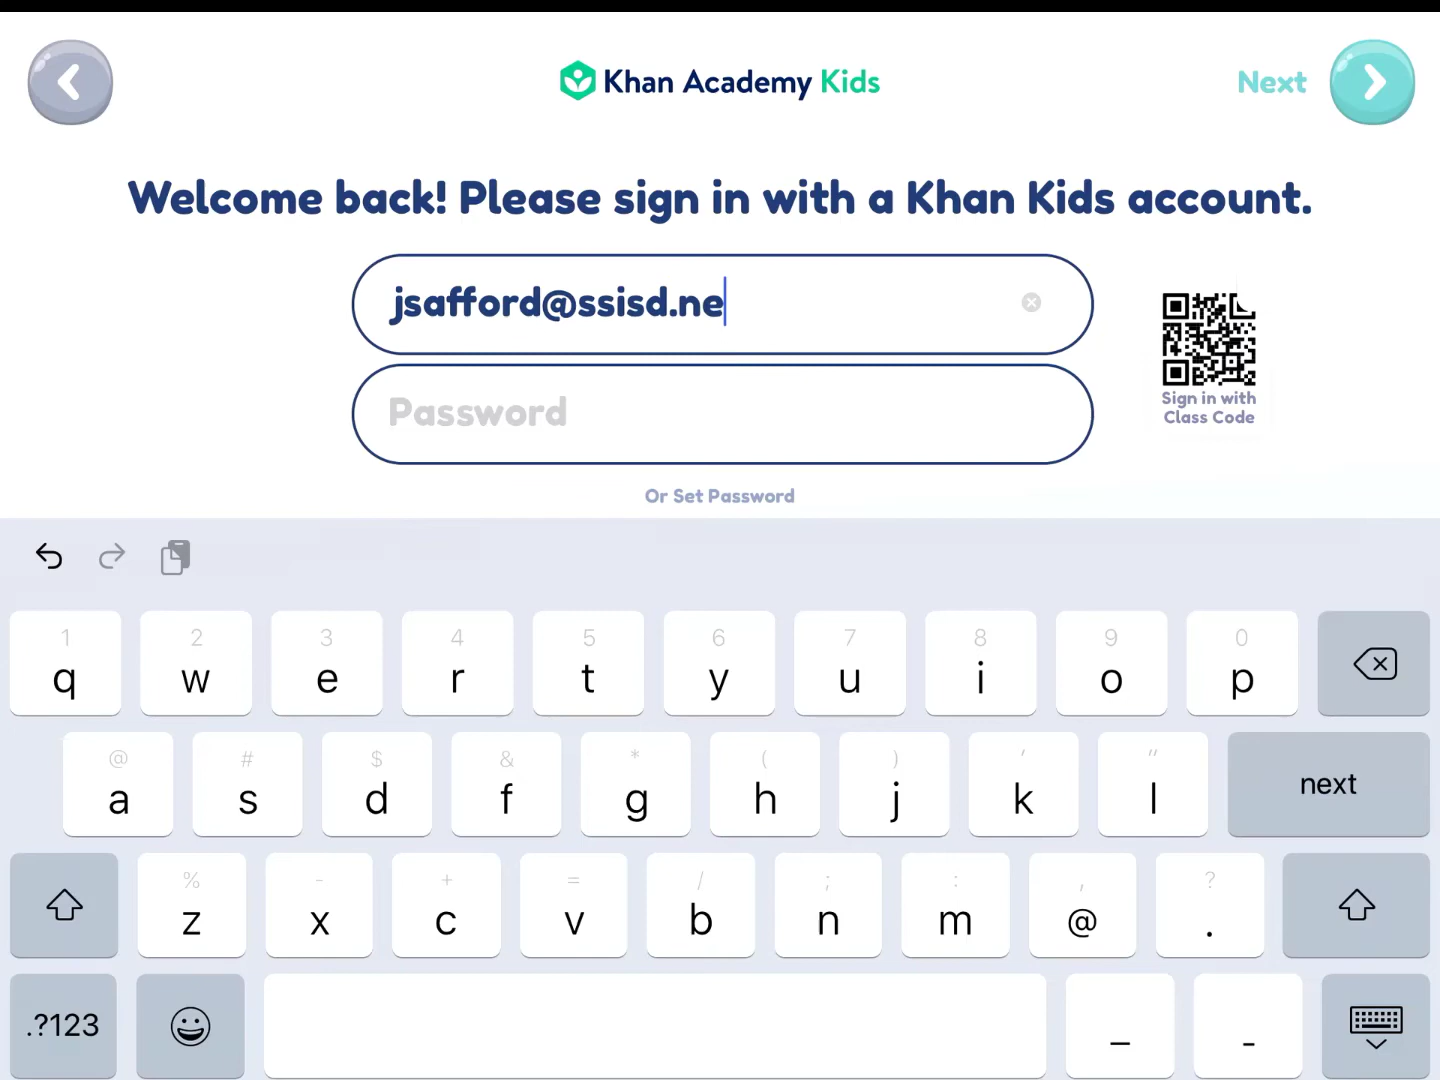 Khan Academy Kids
Next
Welcome back! Please sign in with a Khan Kids account.
jsafford@ssisd.ne
Password
Sign in with
Class Code
Or Set Password
1 2 3 4 5 6 7 8 9 0
q w e r t y u i o p
@ # $ & * ( ) ' "
a s d f g h j k l next
% - + = / ; : , ?
z x c v b n m @ .
.?123 _ -